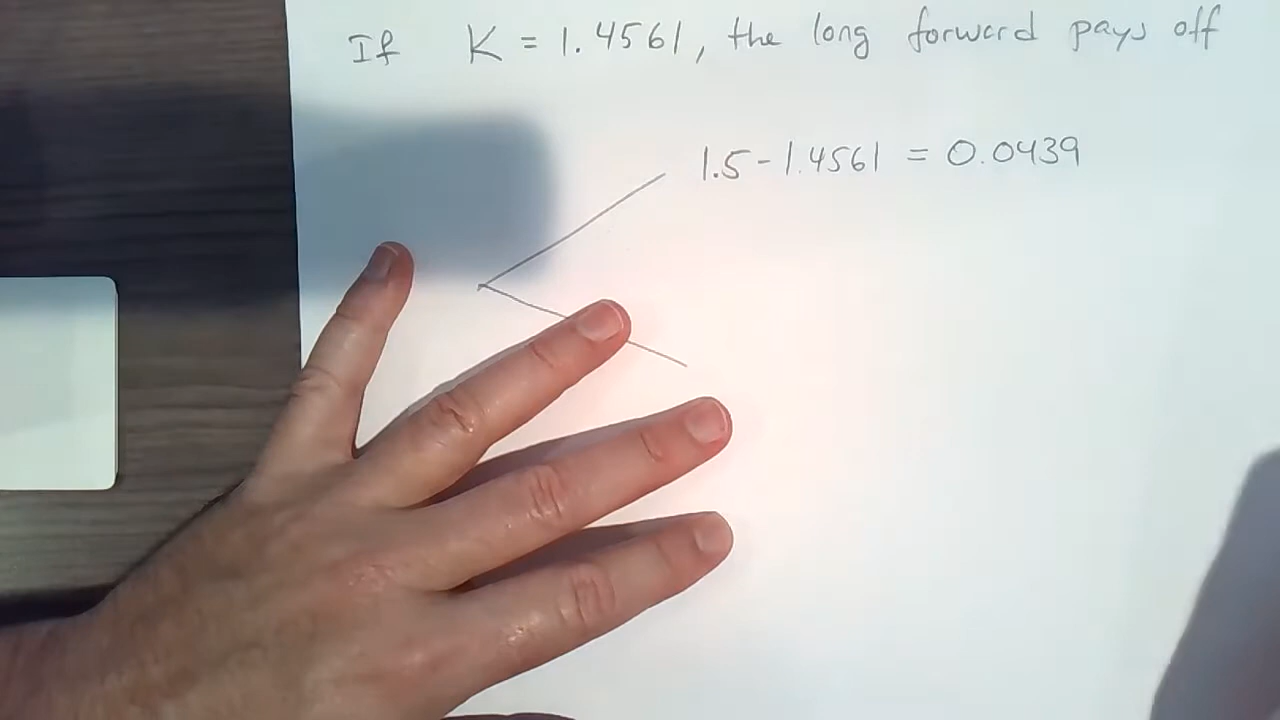 If K = 1.4561, the long forward pays off
1.5 - 1.4561 = 0.0439